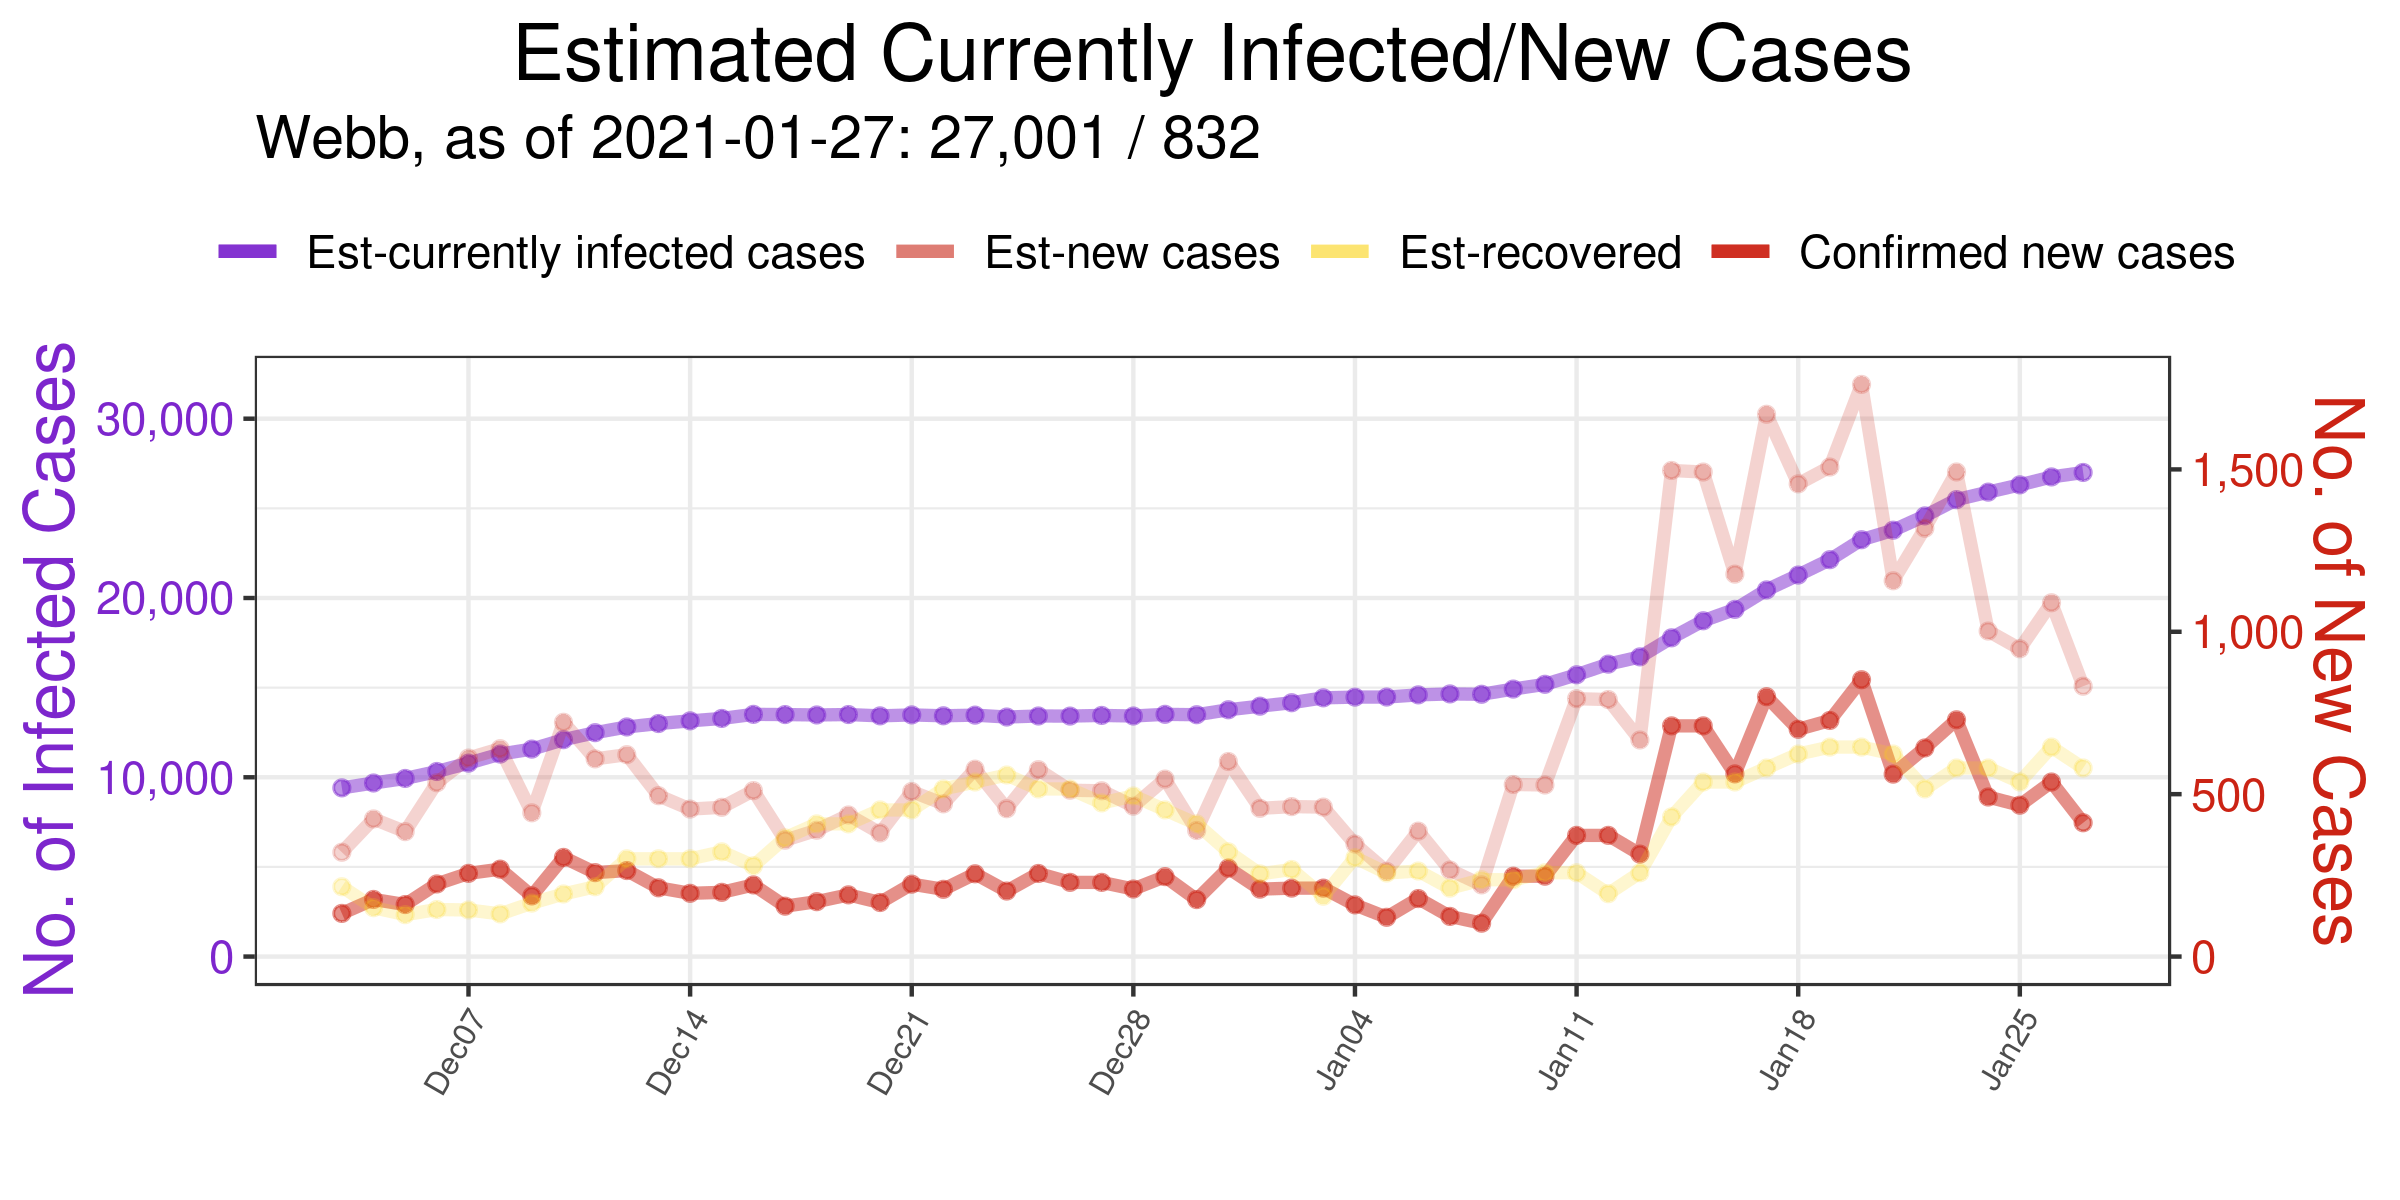 Estimated Currently Infected/New Cases
Webb, as of 2021-01-27: 27,001 / 832
Est-currently infected cases Est-new cases Est-recovered Confirmed new cases
No. of Infected Cases
30,000
20,000
10,000
0
1,500
1,000
500
0
No. of New Cases
Dec07 Dec14 Dec21 Dec28 Jan04 Jan11 Jan18 Jan25